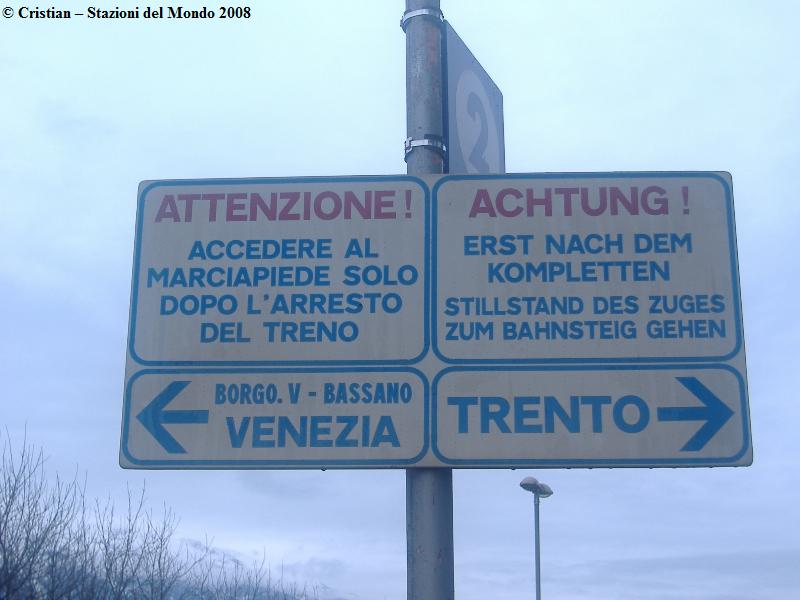 © Cristian – Stazioni del Mondo 2008
2
ATTENZIONE!
ACCEDERE AL
MARCIAPIEDE SOLO
DOPO L'ARRESTO
DEL TRENO
ACHTUNG!
ERST NACH DEM
KOMPLETTEN
STILLSTAND DES ZUGES
ZUM BAHNSTEIG GEHEN
BORGO. V - BASSANO
VENEZIA
TRENTO